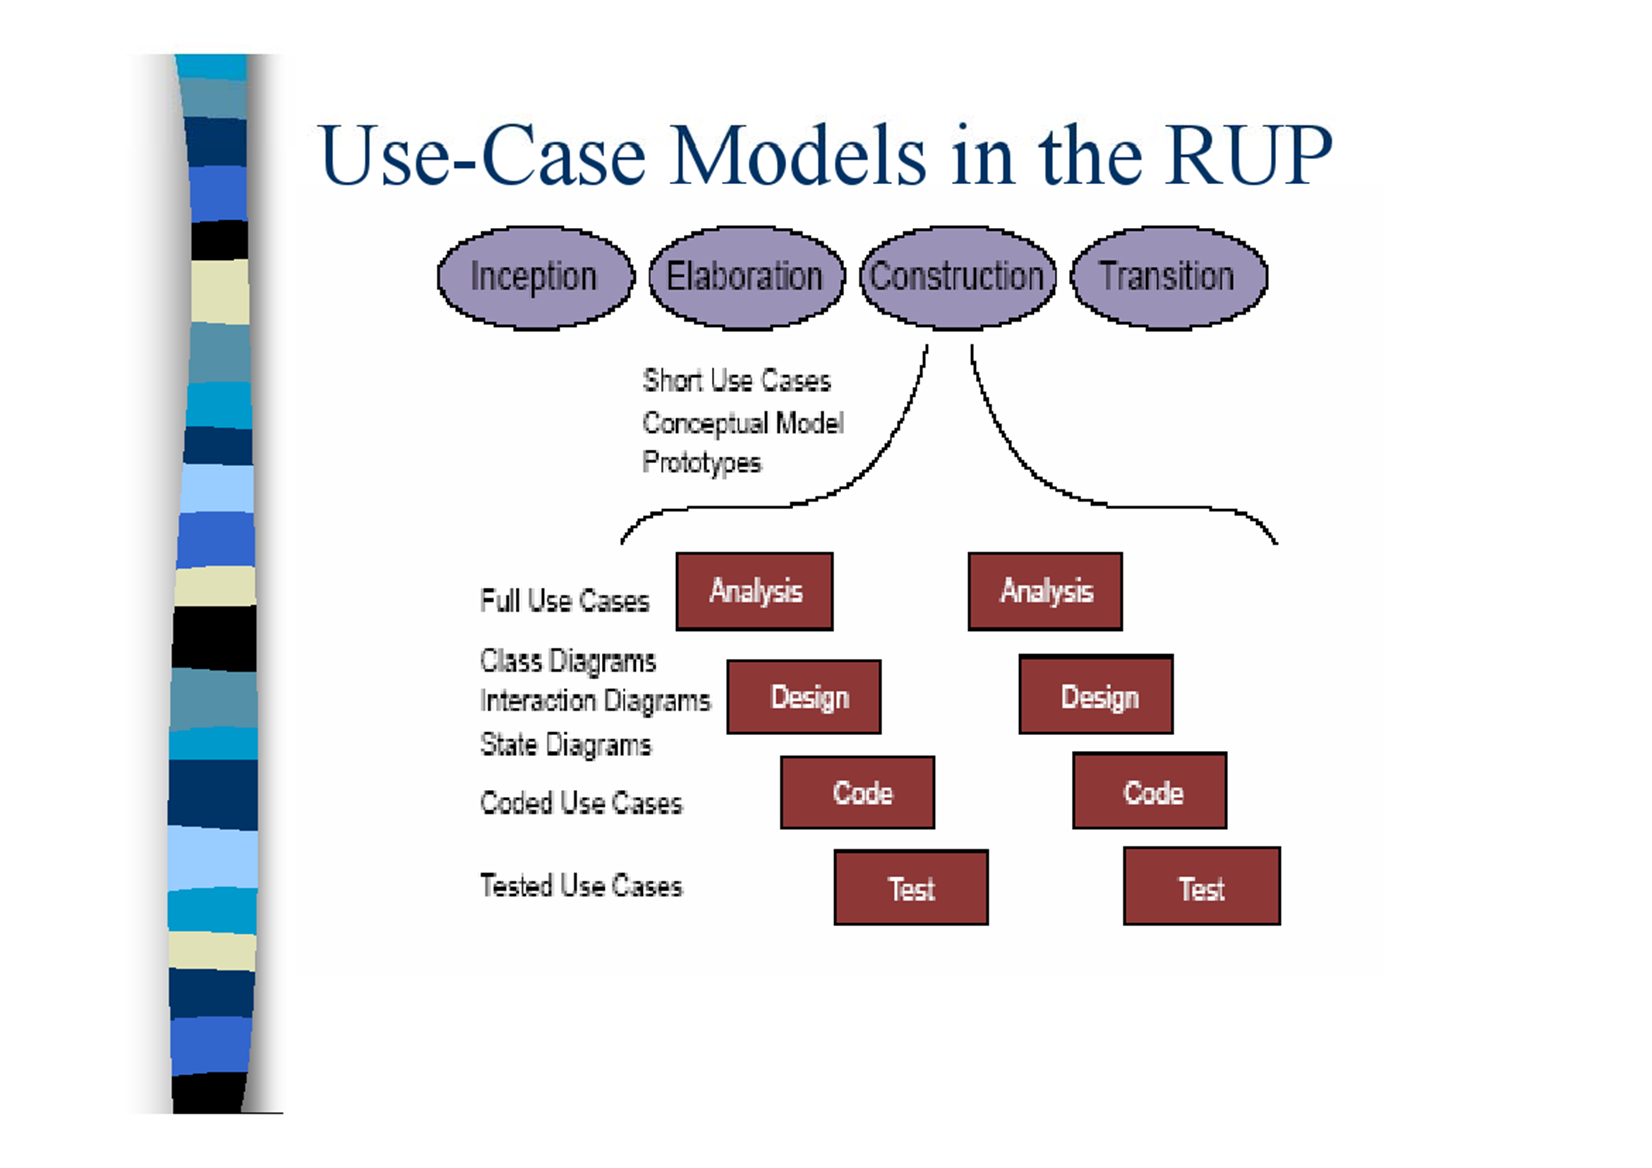 Use-Case Models in the RUP
Inception Elaboration Construction Transition
Short Use Cases
Conceptual Model
Prototypes
Full Use Cases Analysis Analysis
Class Diagrams
Interaction Diagrams Design Design
State Diagrams
Coded Use Cases Code Code
Tested Use Cases Test Test